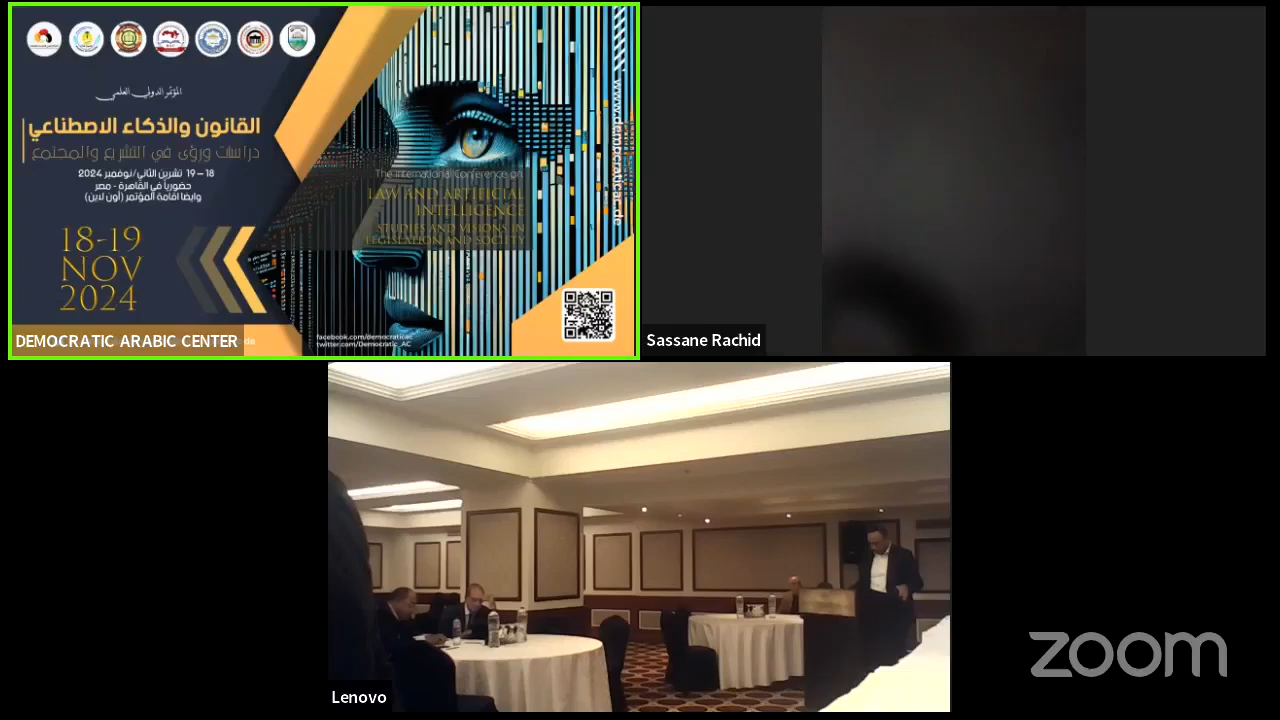 المؤتمر الدولي العلمي
القانون والذكاء الاصطناعي
دراسات ورؤى في التشريع والمجتمع
18 – 19 تشرين الثاني/نوفمبر 2024
حضوريا في القاهرة - مصر
وايضا اقامة المؤتمر (أون لاين)
18-19
NOV
2024
The International Conference on
LAW AND ARTIFICIAL
INTELLIGENCE
STUDIES AND VISIONS IN
LEGISLATION AND SOCIETY
www.democraticac.de
facebook.com/democraticac
twitter.com/Democratic_AC
DEMOCRATIC ARABIC CENTER
Sassane Rachid
Lenovo
zoom